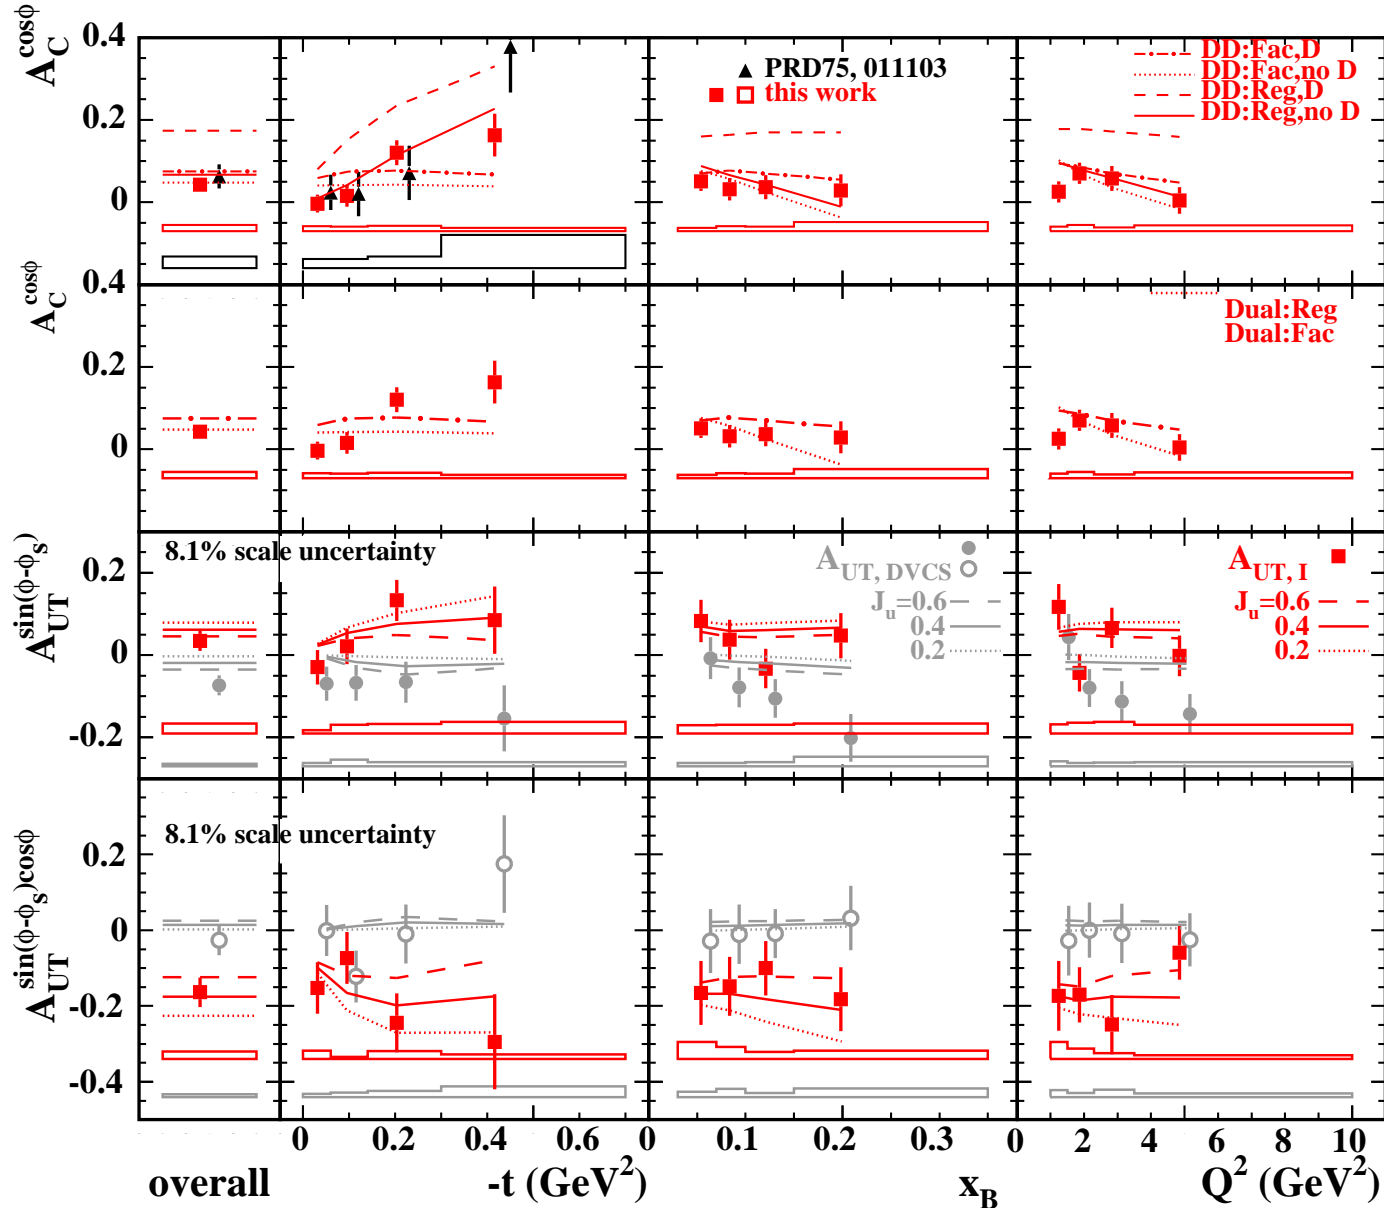 A_C^cosϕ
0.4
0.2
0
PRD75, 011103
this work
DD:Fac,D
DD:Fac,no D
DD:Reg,D
DD:Reg,no D
A_C^cosϕ
0.4
0.2
0
Dual:Reg
Dual:Fac
A_UT^sin(ϕ-ϕ_s)
0.2
0
-0.2
8.1% scale uncertainty
A_UT, DVCS
J_u=0.6
0.4
0.2
A_UT, I
J_u=0.6
0.4
0.2
A_UT^sin(ϕ-ϕ_s)cosϕ
0.2
0
-0.2
-0.4
8.1% scale uncertainty
0 0.2 0.4 0.6 0 0.1 0.2 0.3 0 2 4 6 8 10
overall -t (GeV²) x_B Q² (GeV²)